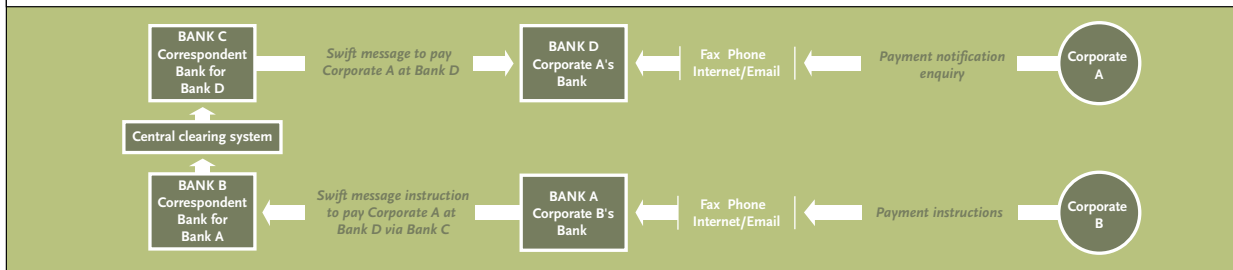 BANK C
Correspondent
Bank for
Bank D
Swift message to pay
Corporate A at Bank D
BANK D
Corporate A's
Bank
Fax Phone
Internet/Email
Payment notification
enquiry
Corporate
A
Central clearing system
BANK B
Correspondent
Bank for
Bank A
Swift message instruction
to pay Corporate A at
Bank D via Bank C
BANK A
Corporate B's
Bank
Fax Phone
Internet/Email
Payment instructions
Corporate
B